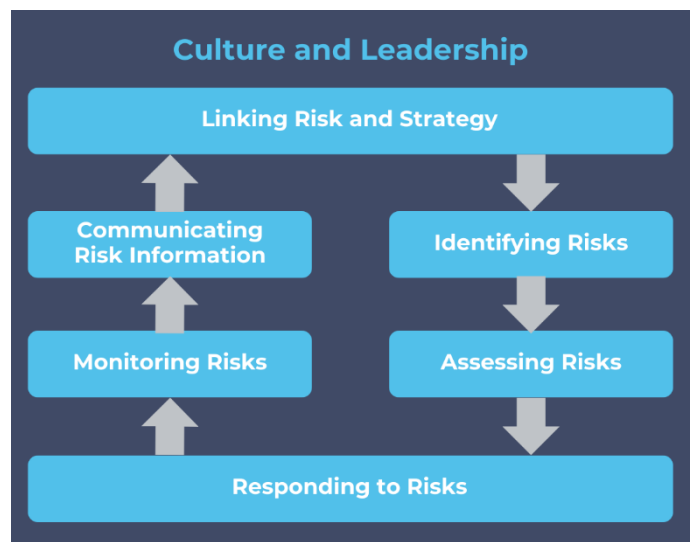 Culture and Leadership
Linking Risk and Strategy
Communicating
Risk Information
Identifying Risks
Monitoring Risks
Assessing Risks
Responding to Risks